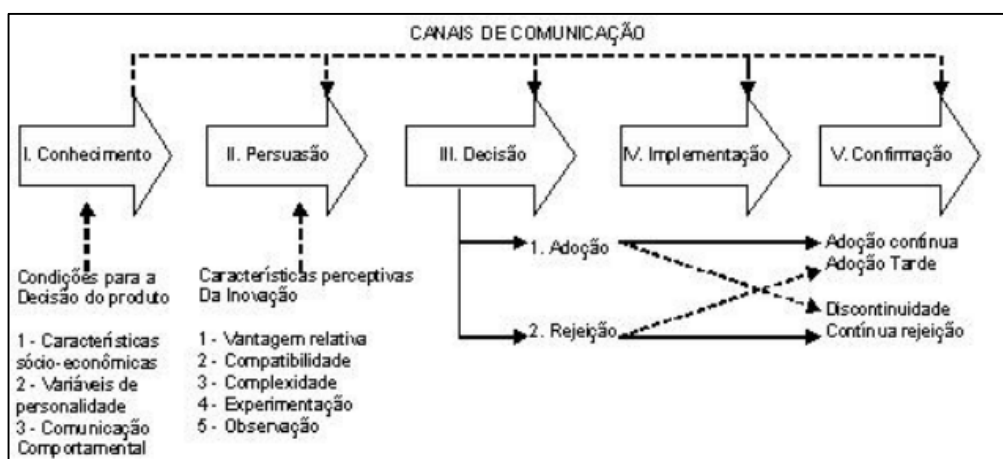 CANAIS DE COMUNICAÇÃO
I. Conhecimento
II. Persuasão
III. Decisão
IV. Implementação
V. Confirmação
Condições para a
Decisão do produto
1 - Características
sócio-econômicas
2 - Variáveis de
personalidade
3 - Comunicação
Comportamental
Características perceptivas
Da Inovação
1 - Vantagem relativa
2 - Compatibilidade
3 - Complexidade
4 - Experimentação
5 - Observação
1. Adoção
2. Rejeição
Adoção contínua
Adoção Tarde
Discontinuidade
Contínua rejeição